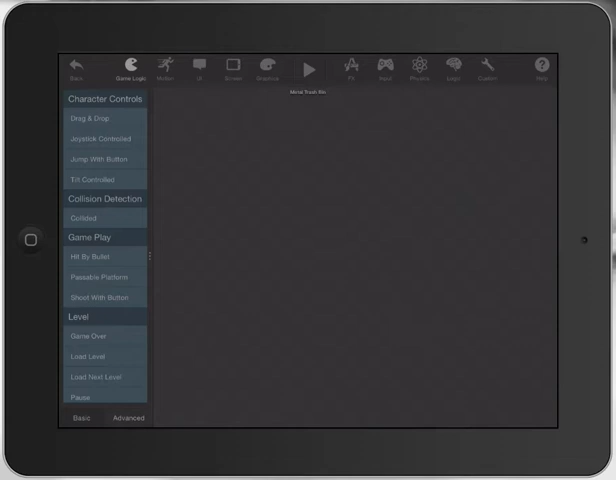 Back
Game Logic
Motion
UI
Screen
Graphics
FX
Input
Physics
Logic
Custom
Help
Metal Trash Bin
Character Controls
Drag & Drop
Joystick Controlled
Jump With Button
Tilt Controlled
Collision Detection
Collided
Game Play
Hit By Bullet
Passable Platform
Shoot With Button
Level
Game Over
Load Level
Load Next Level
Pause
Basic
Advanced